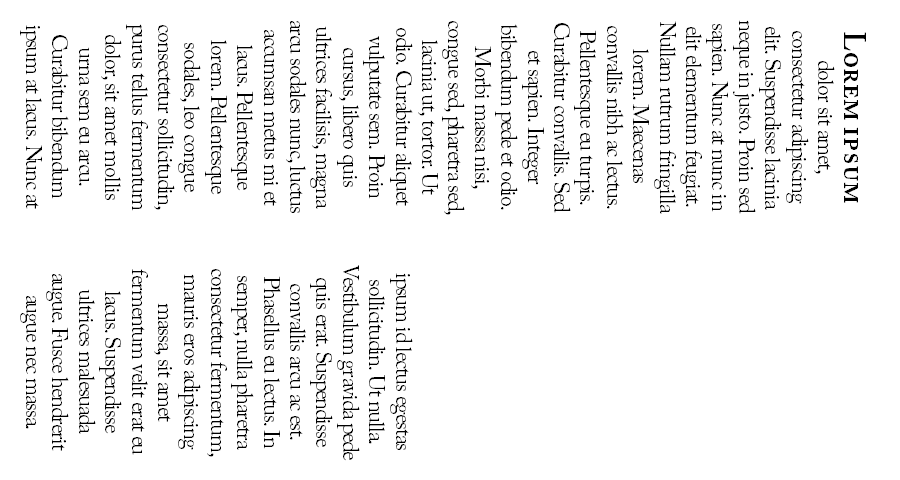 LOREM IPSUM
dolor sit amet,
consectetur adipiscing
elit. Suspendisse lacinia
neque in justo. Proin sed
sapien. Nunc at nunc in
elit elementum feugiat.
Nullam rutrum fringilla
lorem. Maecenas
convallis nibh ac lectus.
Pellentesque eu turpis.
Curabitur convallis. Sed
et sapien. Integer
bibendum pede et odio.
Morbi massa nisi,
congue sed, pharetra sed,
lacinia ut, tortor. Ut
odio. Curabitur aliquet
vulputate sem. Proin
cursus, libero quis
ultrices facilisis, magna
arcu sodales nunc, luctus
accumsan metus mi et
lacus. Pellentesque
lorem. Pellentesque
sodales, leo congue
consectetur sollicitudin,
purus tellus fermentum
dolor, sit amet mollis
urna sem eu arcu.
Curabitur bibendum
ipsum at lacus. Nunc at
ipsum id lectus egestas
sollicitudin. Ut nulla.
Vestibulum gravida pede
quis erat. Suspendisse
convallis arcu ac est.
Phasellus eu lectus. In
semper, nulla pharetra
consectetur fermentum,
mauris eros adipiscing
massa, sit amet
fermentum velit erat eu
lacus. Suspendisse
ultrices malesuada
augue. Fusce hendrerit
augue nec massa.